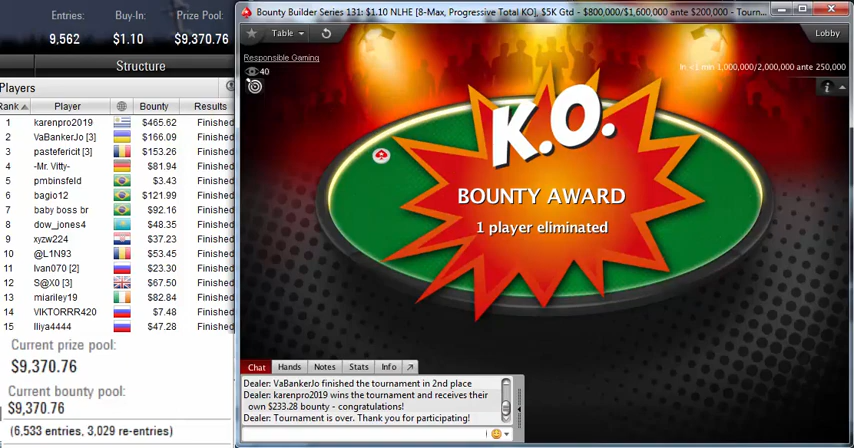 Entries: Buy-In: Prize Pool:
9,562 $1.10 $9,370.76
Structure
Players
Rank Player Bounty Results
1 karenpro2019 $465.62 Finished
2 VaBankerJo [3] $166.09 Finished
3 pastefericit [3] $153.26 Finished
4 -Mr. Vitty- $81.94 Finished
5 pmbinsfeld $3.43 Finished
6 bagio12 $121.99 Finished
7 baby boss br $92.16 Finished
8 dow_jones4 $48.35 Finished
9 xyzw224 $37.23 Finished
10 @L1N93 $53.45 Finished
11 Ivan070 [2] $23.30 Finished
12 S@X0 [3] $67.50 Finished
13 miariley19 $82.84 Finished
14 VIKTORRR420 $7.48 Finished
15 Iliya4444 $47.28 Finished
Current prize pool:
$9,370.76
Current bounty pool:
$9,370.76
(6,533 entries, 3,029 re-entries)
Bounty Builder Series 131: $1.10 NLHE [8-Max, Progressive Total KO], $5K Gtd - $800,000/$1,600,000 ante $200,000 - Tourn...
Table Lobby
Responsible Gaming
40
In <1 min 1,000,000/2,000,000 ante 250,000
K.O.
BOUNTY AWARD
1 player eliminated
Chat Hands Notes Stats Info
Dealer: VaBankerJo finished the tournament in 2nd place
Dealer: karenpro2019 wins the tournament and receives their
own $233.28 bounty - congratulations!
Dealer: Tournament is over. Thank you for participating!